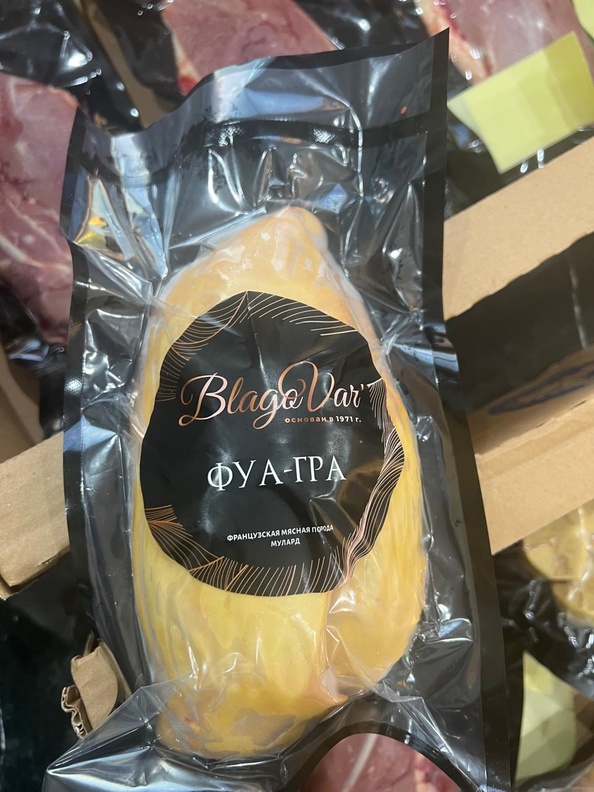 BlagoVar'
основан в 1971 г.
ФУА-ГРА
ФРАНЦУЗСКАЯ МЯСНАЯ ПОРОДА
МУЛАРД